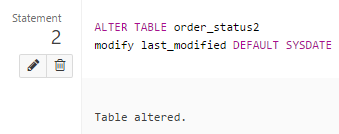 Statement
2
ALTER TABLE order_status2
modify last_modified DEFAULT SYSDATE
Table altered.